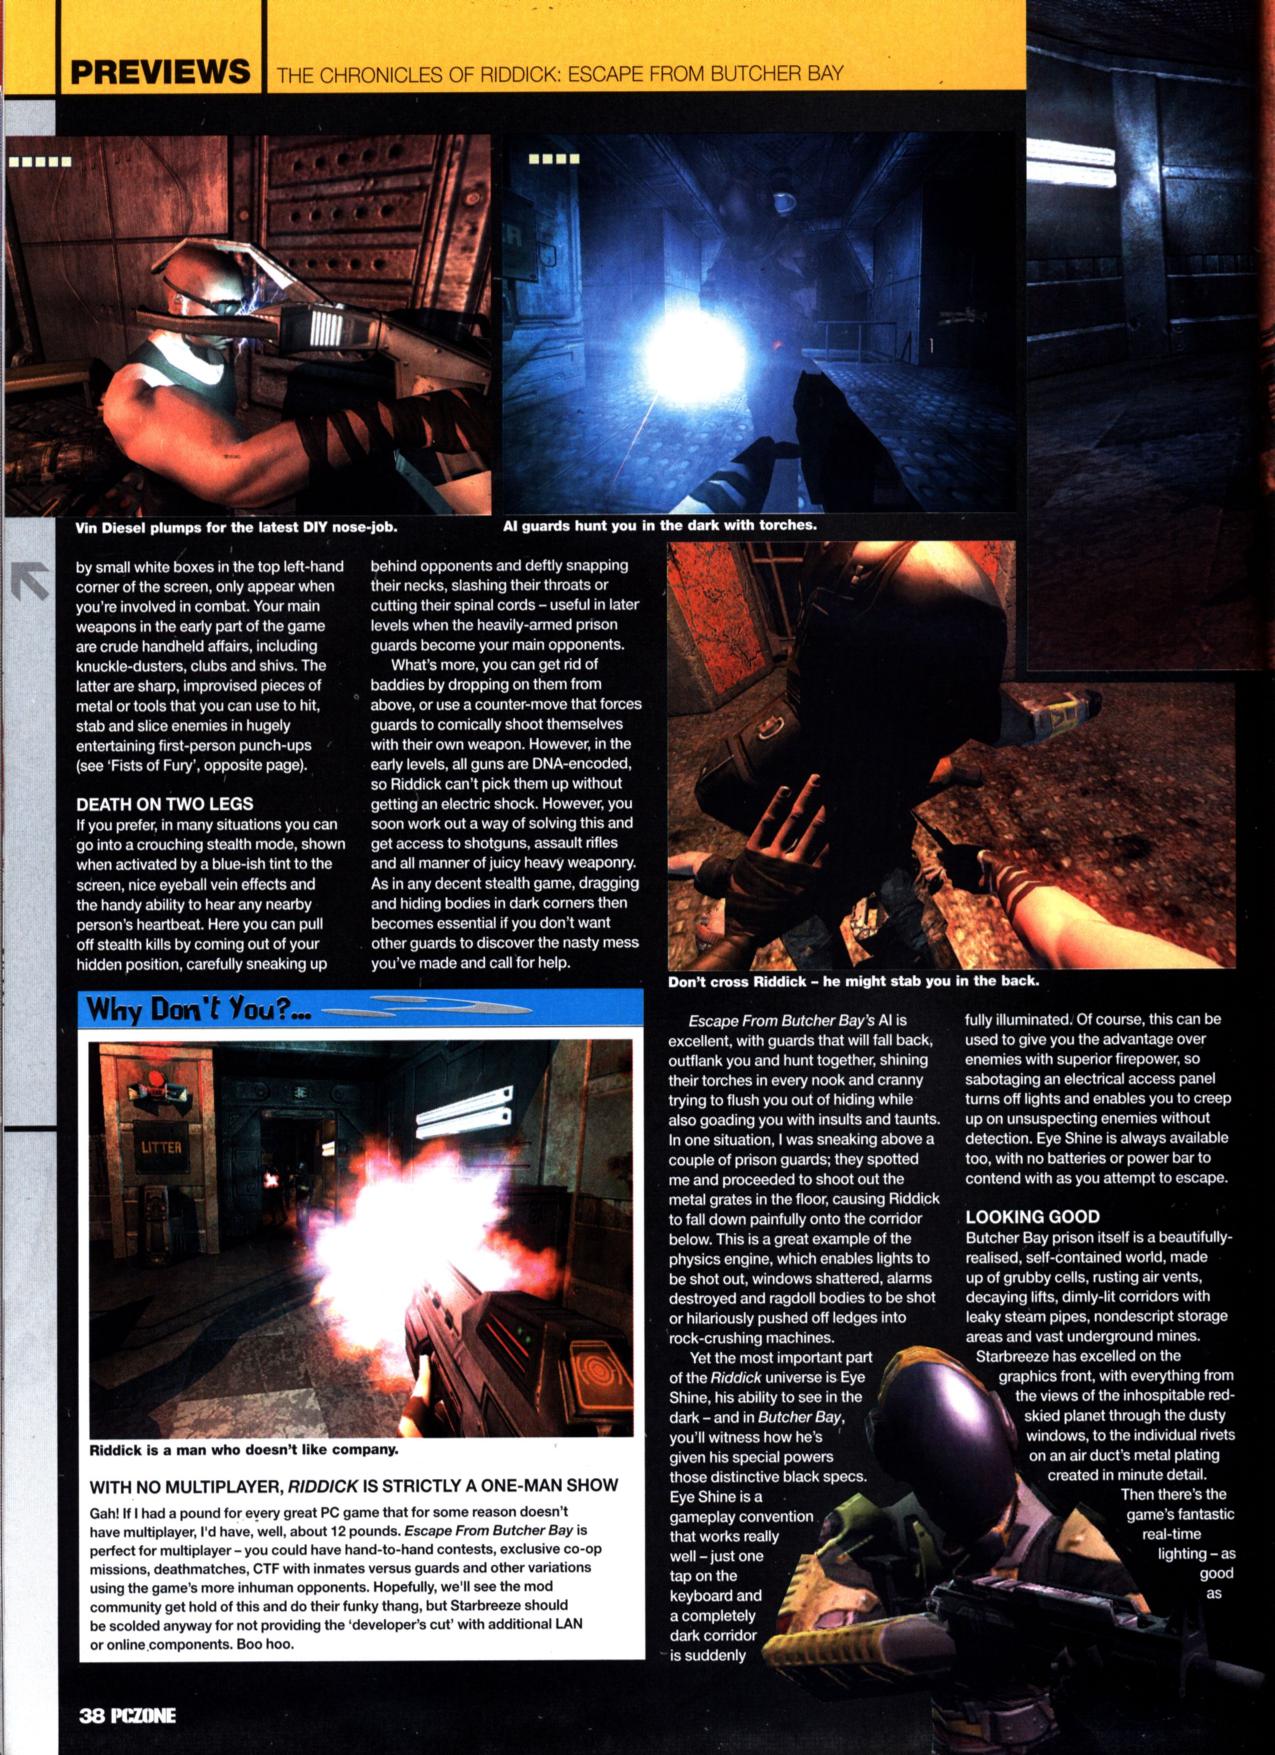 PREVIEWS
THE CHRONICLES OF RIDDICK: ESCAPE FROM BUTCHER BAY
Vin Diesel plumps for the latest DIY nose-job.
AI guards hunt you in the dark with torches.
by small white boxes in the top left-hand
corner of the screen, only appear when
you're involved in combat. Your main
weapons in the early part of the game
are crude handheld affairs, including
knuckle-dusters, clubs and shivs. The
latter are sharp, improvised pieces of
metal or tools that you can use to hit,
stab and slice enemies in hugely
entertaining first-person punch-ups
(see 'Fists of Fury', opposite page).
DEATH ON TWO LEGS
If you prefer, in many situations you can
go into a crouching stealth mode, shown
when activated by a blue-ish tint to the
screen, nice eyeball vein effects and
the handy ability to hear any nearby
person's heartbeat. Here you can pull
off stealth kills by coming out of your
hidden position, carefully sneaking up
behind opponents and deftly snapping
their necks, slashing their throats or
cutting their spinal cords – useful in later
levels when the heavily-armed prison
guards become your main opponents.
What's more, you can get rid of
baddies by dropping on them from
above, or use a counter-move that forces
guards to comically shoot themselves
with their own weapon. However, in the
early levels, all guns are DNA-encoded,
so Riddick can't pick them up without
getting an electric shock. However, you
soon work out a way of solving this and
get access to shotguns, assault rifles
and all manner of juicy heavy weaponry.
As in any decent stealth game, dragging
and hiding bodies in dark corners then
becomes essential if you don't want
other guards to discover the nasty mess
you've made and call for help.
Don't cross Riddick – he might stab you in the back.
Why Don't You?...
LITTER
Riddick is a man who doesn't like company.
WITH NO MULTIPLAYER, RIDDICK IS STRICTLY A ONE-MAN SHOW
Gah! If I had a pound for every great PC game that for some reason doesn't
have multiplayer, I'd have, well, about 12 pounds. Escape From Butcher Bay is
perfect for multiplayer – you could have hand-to-hand contests, exclusive co-op
missions, deathmatches, CTF with inmates versus guards and other variations
using the game's more inhuman opponents. Hopefully, we'll see the mod
community get hold of this and do their funky thang, but Starbreeze should
be scolded anyway for not providing the 'developer's cut' with additional LAN
or online components. Boo hoo.
Escape From Butcher Bay's AI is
excellent, with guards that will fall back,
outflank you and hunt together, shining
their torches in every nook and cranny
trying to flush you out of hiding while
also goading you with insults and taunts.
In one situation, I was sneaking above a
couple of prison guards; they spotted
me and proceeded to shoot out the
metal grates in the floor, causing Riddick
to fall down painfully onto the corridor
below. This is a great example of the
physics engine, which enables lights to
be shot out, windows shattered, alarms
destroyed and ragdoll bodies to be shot
or hilariously pushed off ledges into
rock-crushing machines.
Yet the most important part
of the Riddick universe is Eye
Shine, his ability to see in the
dark – and in Butcher Bay,
you'll witness how he's
given his special powers
those distinctive black specs.
Eye Shine is a
gameplay convention
that works really
well – just one
tap on the
keyboard and
a completely
dark corridor
is suddenly
fully illuminated. Of course, this can be
used to give you the advantage over
enemies with superior firepower, so
sabotaging an electrical access panel
turns off lights and enables you to creep
up on unsuspecting enemies without
detection. Eye Shine is always available
too, with no batteries or power bar to
contend with as you attempt to escape.
LOOKING GOOD
Butcher Bay prison itself is a beautifully-
realised, self-contained world, made
up of grubby cells, rusting air vents,
decaying lifts, dimly-lit corridors with
leaky steam pipes, nondescript storage
areas and vast underground mines.
Starbreeze has excelled on the
graphics front, with everything from
the views of the inhospitable red-
skied planet through the dusty
windows, to the individual rivets
on an air duct's metal plating
created in minute detail.
Then there's the
game's fantastic
real-time
lighting – as
good
as
38 PCZONE